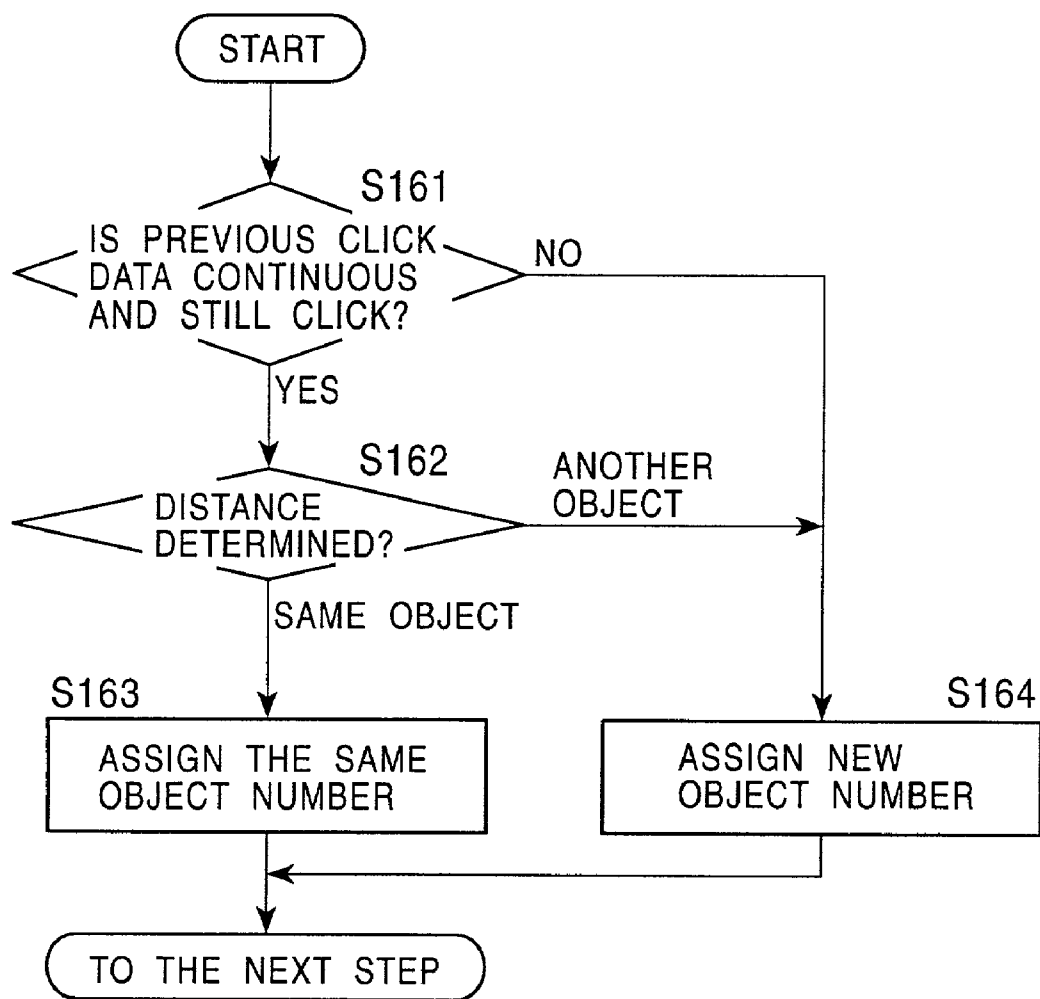 START
S161
IS PREVIOUS CLICK
DATA CONTINUOUS
AND STILL CLICK?
NO
YES
S162
DISTANCE
DETERMINED?
ANOTHER
OBJECT
SAME OBJECT
S163
ASSIGN THE SAME
OBJECT NUMBER
S164
ASSIGN NEW
OBJECT NUMBER
TO THE NEXT STEP